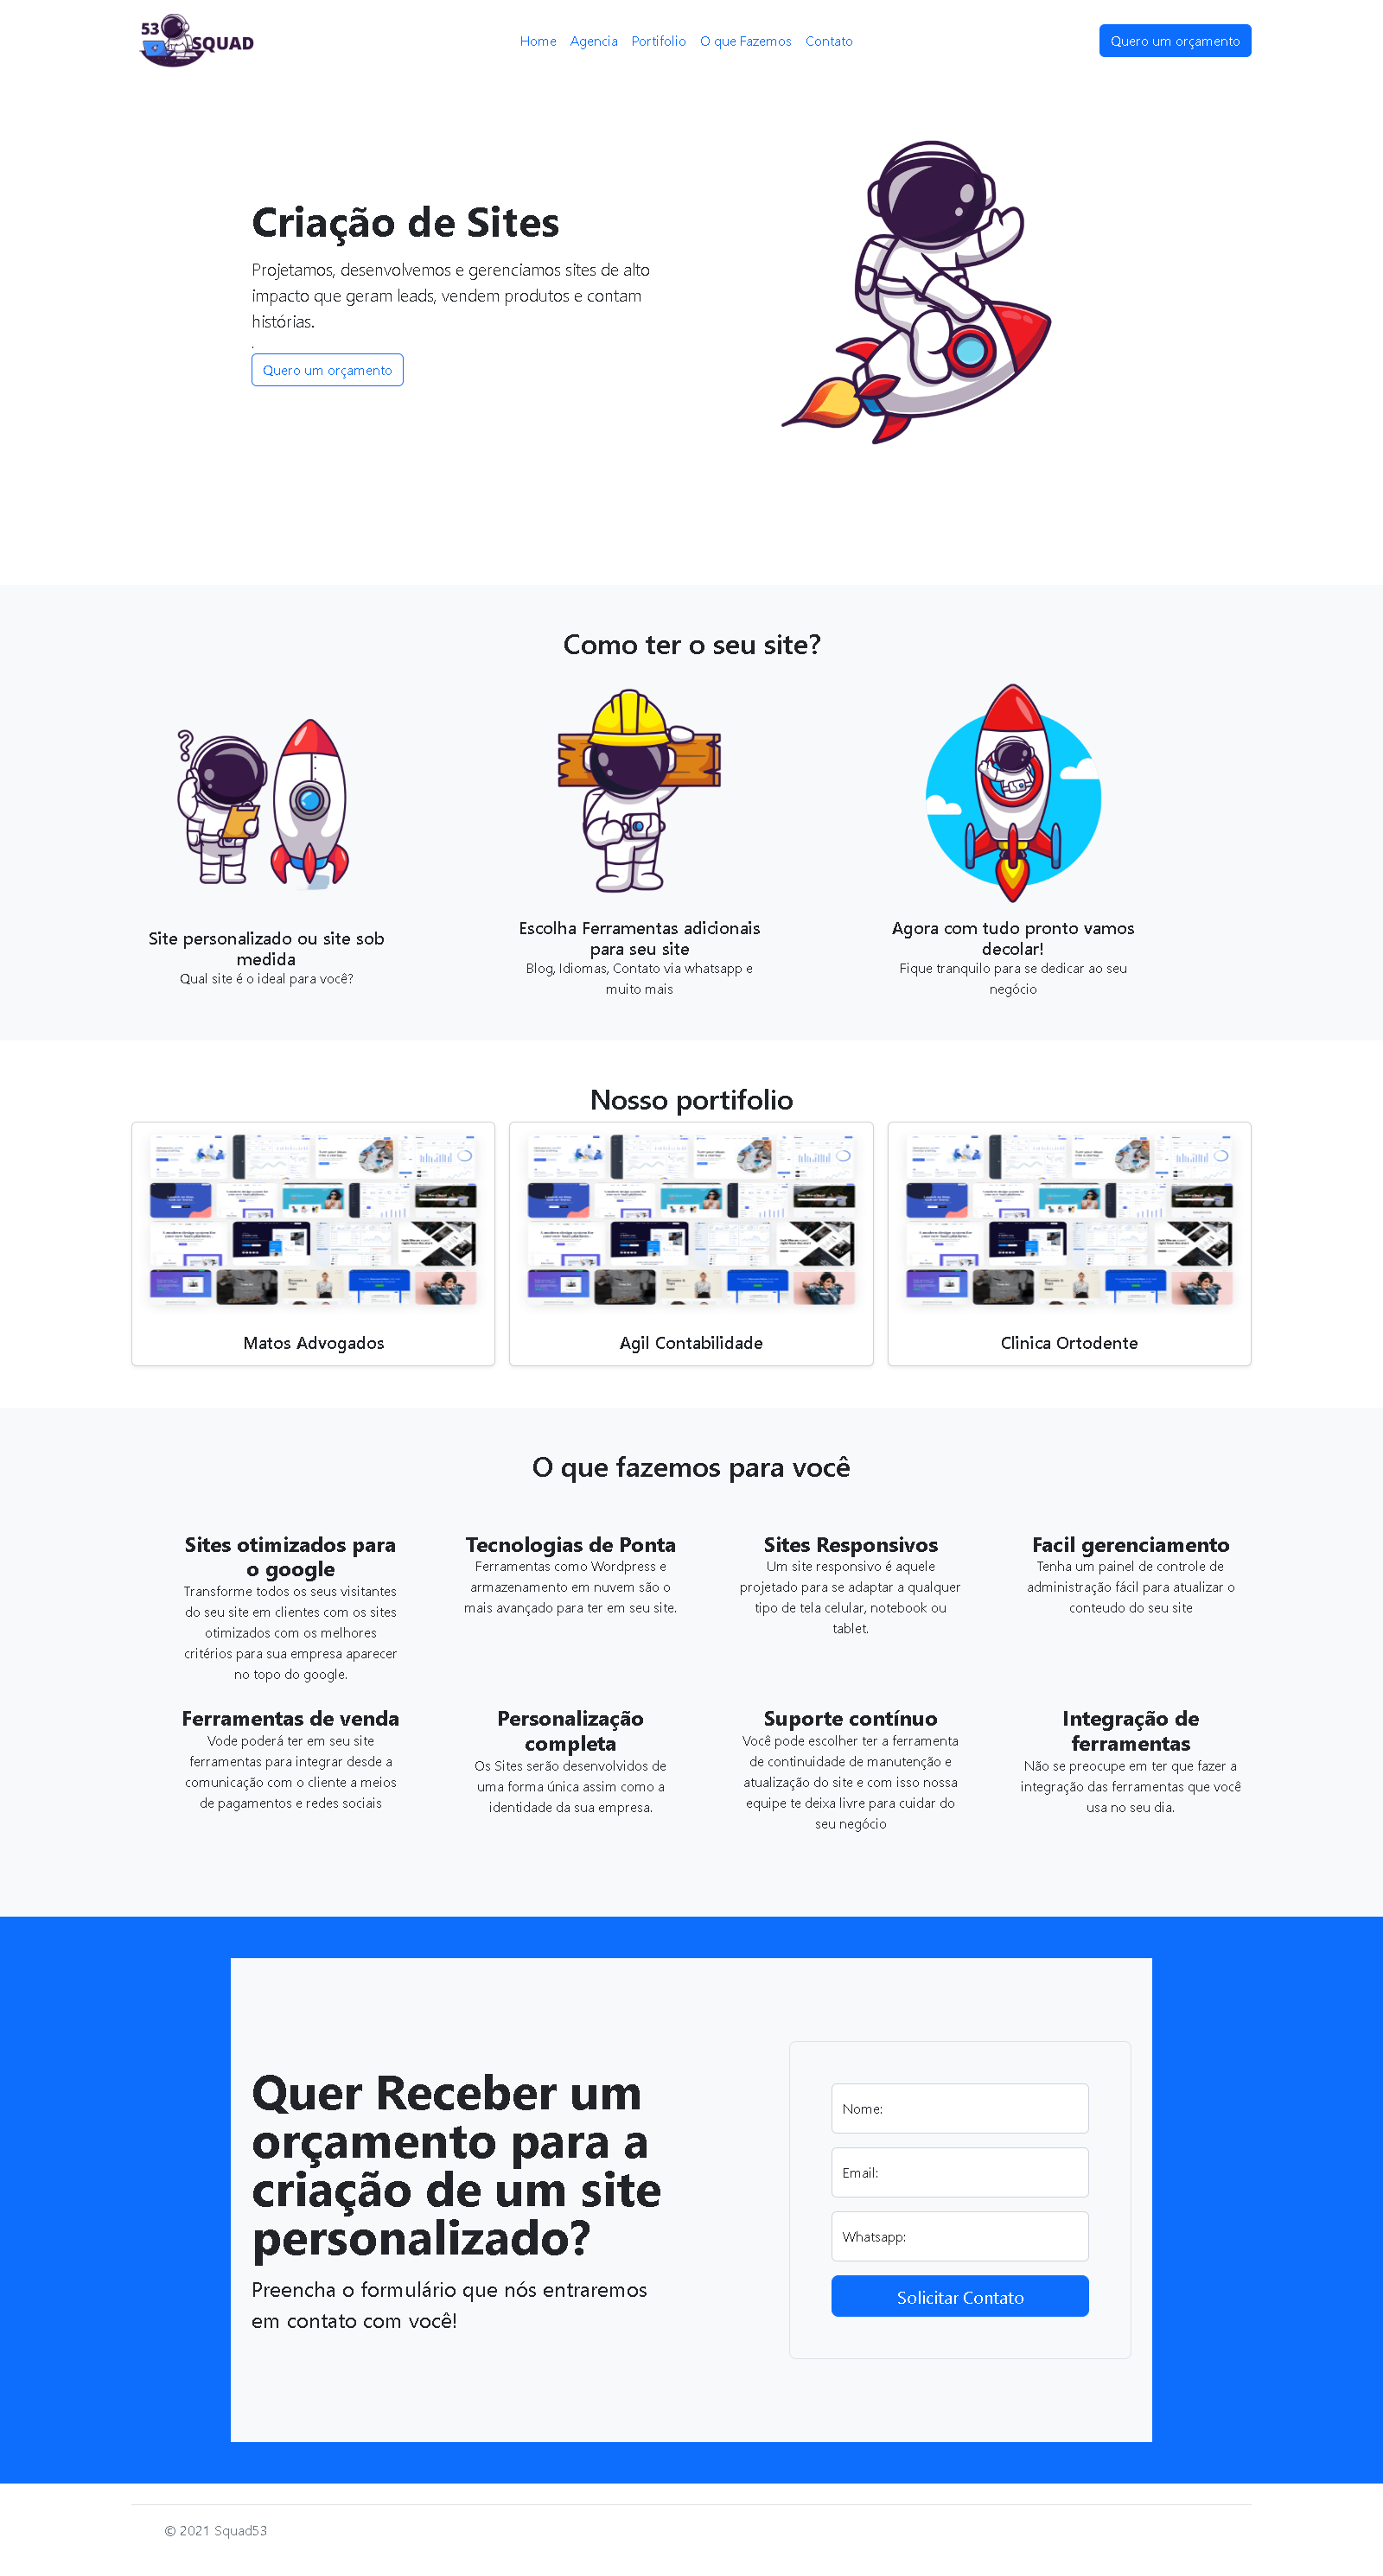 53
SQUAD
Home Agencia Portifolio O que Fazemos Contato
Quero um orçamento
Criação de Sites
Projetamos, desenvolvemos e gerenciamos sites de alto
impacto que geram leads, vendem produtos e contam
histórias.
.
Quero um orçamento
Como ter o seu site?
Site personalizado ou site sob
medida
Qual site é o ideal para você?
Escolha Ferramentas adicionais
para seu site
Blog, Idiomas, Contato via whatsapp e
muito mais
Agora com tudo pronto vamos
decolar!
Fique tranquilo para se dedicar ao seu
negócio
Nosso portifolio
Matos Advogados
Agil Contabilidade
Clinica Ortodente
O que fazemos para você
Sites otimizados para
o google
Transforme todos os seus visitantes
do seu site em clientes com os sites
otimizados com os melhores
critérios para sua empresa aparecer
no topo do google.
Tecnologias de Ponta
Ferramentas como Wordpress e
armazenamento em nuvem são o
mais avançado para ter em seu site.
Sites Responsivos
Um site responsivo é aquele
projetado para se adaptar a qualquer
tipo de tela celular, notebook ou
tablet.
Facil gerenciamento
Tenha um painel de controle de
administração fácil para atualizar o
conteudo do seu site
Ferramentas de venda
Vode poderá ter em seu site
ferramentas para integrar desde a
comunicação com o cliente a meios
de pagamentos e redes sociais
Personalização
completa
Os Sites serão desenvolvidos de
uma forma única assim como a
identidade da sua empresa.
Suporte contínuo
Você pode escolher ter a ferramenta
de continuidade de manutenção e
atualização do site e com isso nossa
equipe te deixa livre para cuidar do
seu negócio
Integração de
ferramentas
Não se preocupe em ter que fazer a
integração das ferramentas que você
usa no seu dia.
Quer Receber um
orçamento para a
criação de um site
personalizado?
Preencha o formulário que nós entraremos
em contato com você!
Nome:
Email:
Whatsapp:
Solicitar Contato
© 2021 Squad53